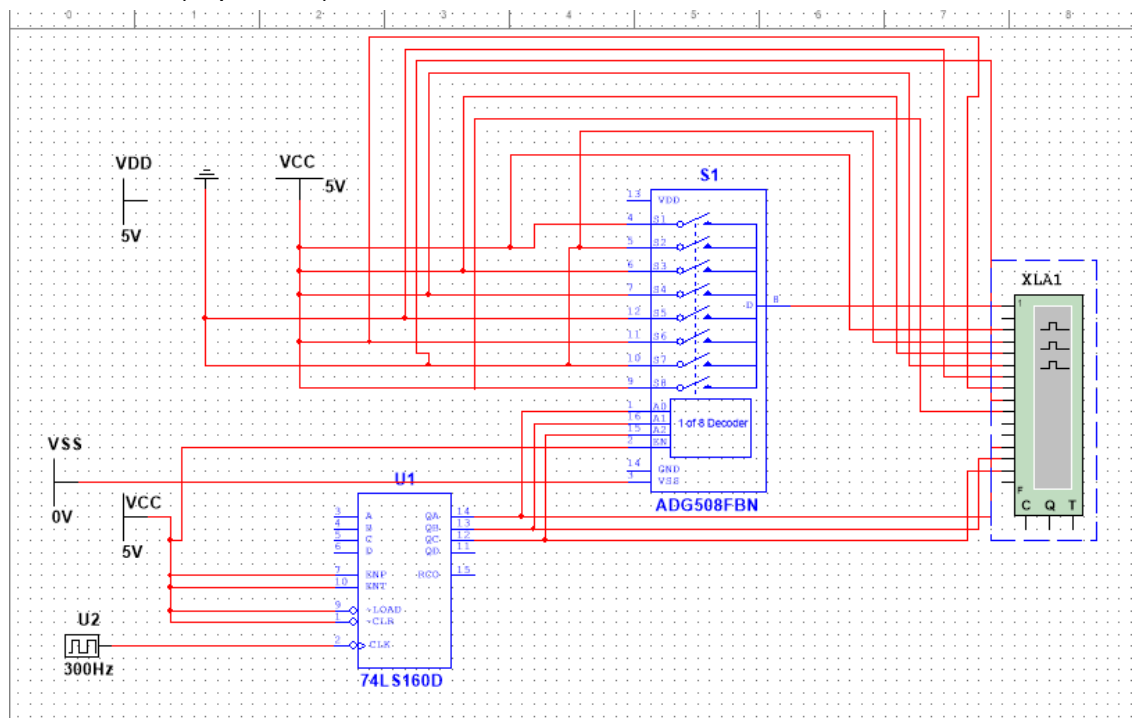 0 1 2 3 4 5 6 7 8
VDD
5V
VCC
5V
S1
13 VDD
4 S1
5 S2
6 S3
7 S4
12 S5
11 S6
10 S7
9 S8
D 8
1 A0
16 A1
15 A2
2 EN
1 of 8 Decoder
14 GND
3 VSS
ADG508FBN
XLA1
1
F
C Q T
VSS
0V
VCC
5V
U1
3 A QA 14
4 B QB 13
5 C QC 12
6 D QD 11
7 ENP RCO 15
10 ENT
9 ~LOAD
1 ~CLR
2 CLK
74LS160D
U2
300Hz